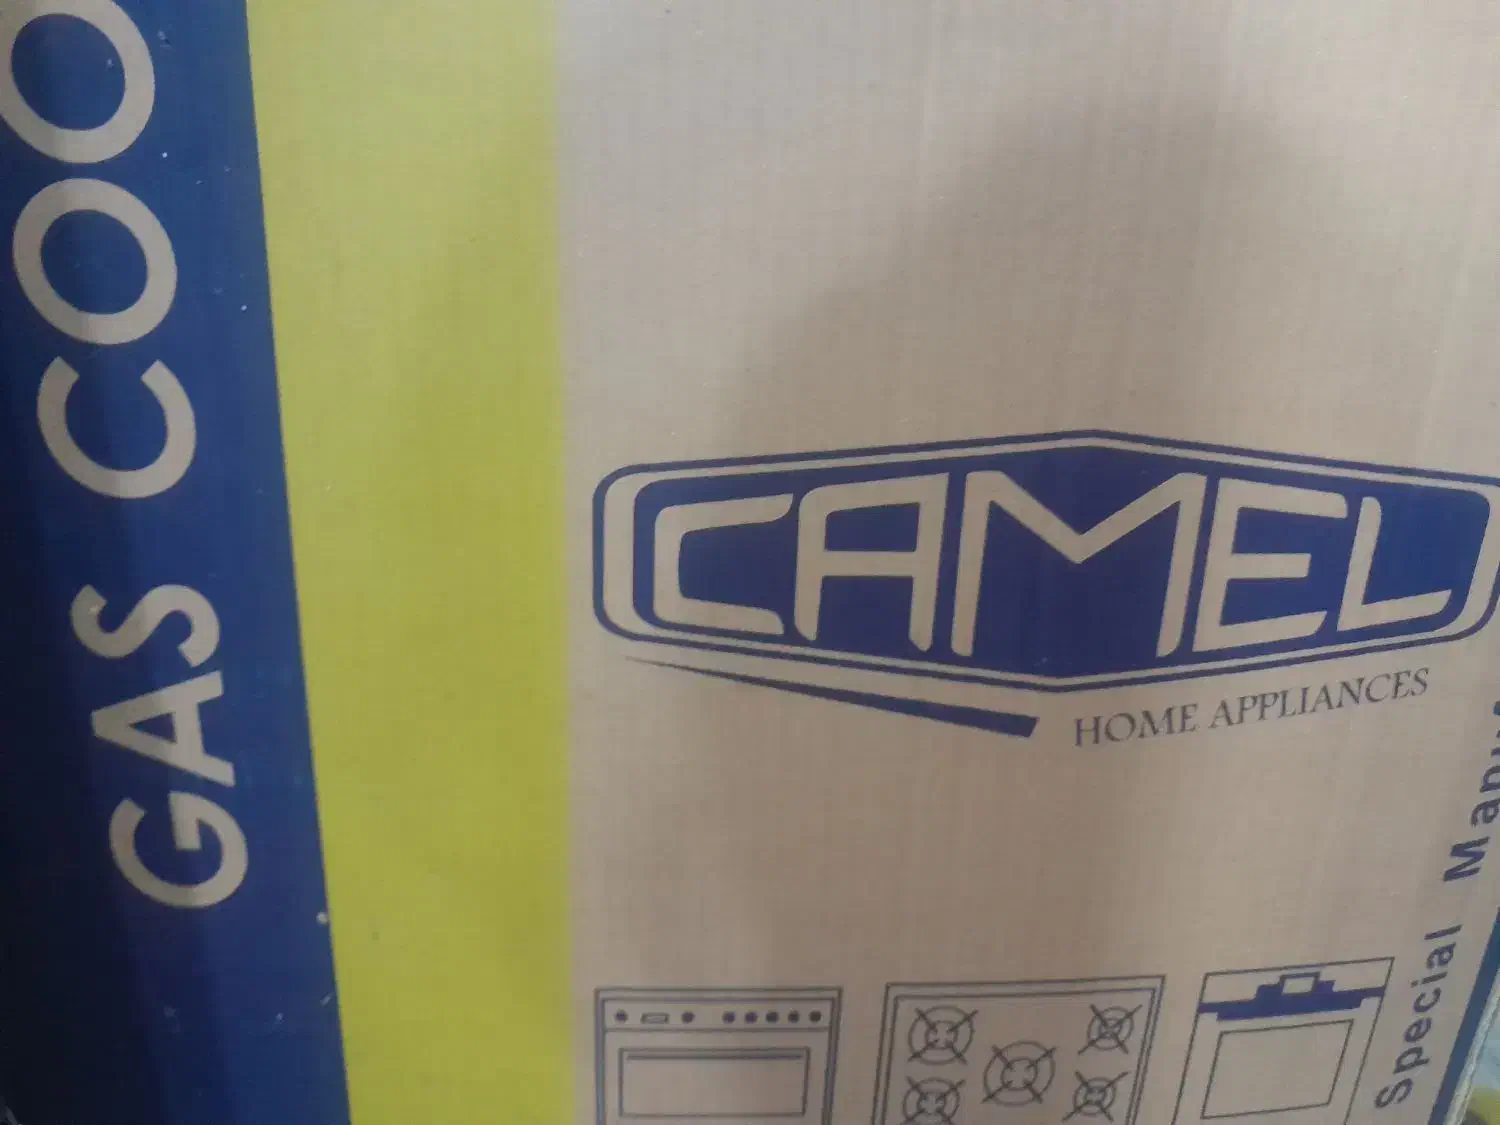 GAS COO
CAMEL
HOME APPLIANCES
Special